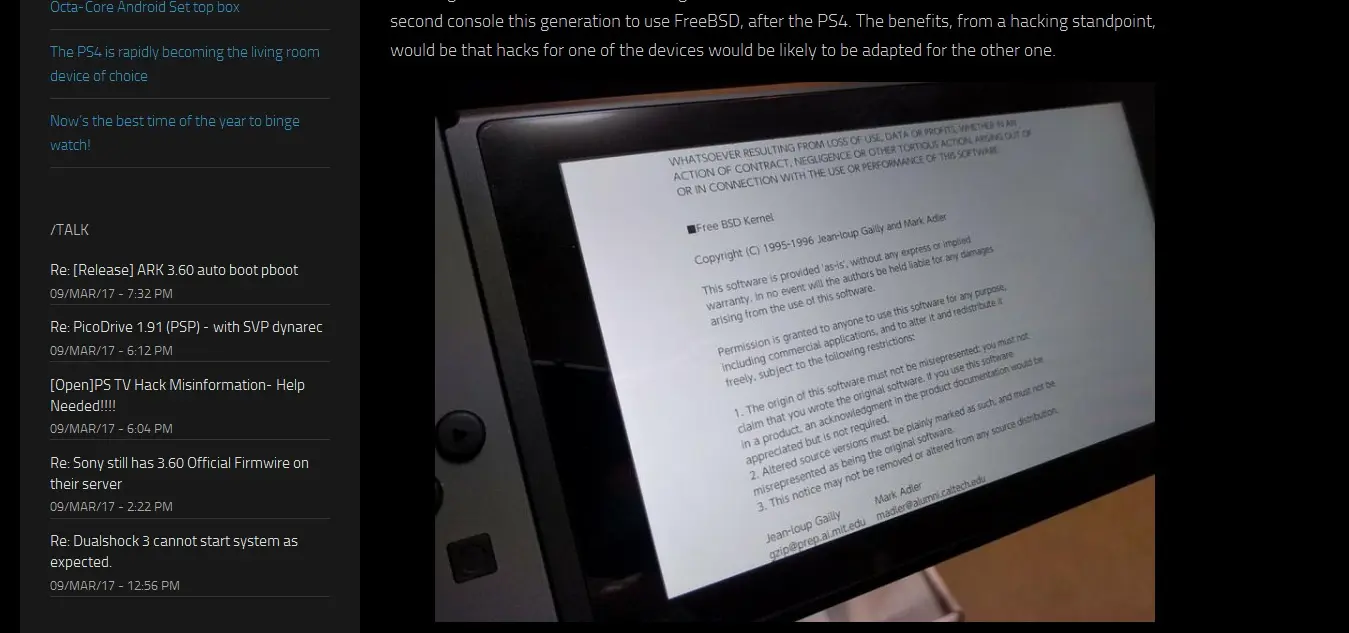 Octa-Core Android Set top box
The PS4 is rapidly becoming the living room
device of choice
Now's the best time of the year to binge
watch!
/TALK
Re: [Release] ARK 3.60 auto boot pboot
09/MAR/17 - 7:32 PM
Re: PicoDrive 1.91 (PSP) - with SVP dynarec
09/MAR/17 - 6:12 PM
[Open]PS TV Hack Misinformation- Help
Needed!!!!
09/MAR/17 - 6:04 PM
Re: Sony still has 3.60 Official Firmwire on
their server
09/MAR/17 - 2:22 PM
Re: Dualshock 3 cannot start system as
expected.
09/MAR/17 - 12:56 PM
second console this generation to use FreeBSD, after the PS4. The benefits, from a hacking standpoint,
would be that hacks for one of the devices would be likely to be adapted for the other one.
WHATSOEVER RESULTING FROM LOSS OF USE, DATA OR PROFITS, WHETHER IN AN
ACTION OF CONTRACT, NEGLIGENCE OR OTHER TORTIOUS ACTION, ARISING OUT OF
OR IN CONNECTION WITH THE USE OR PERFORMANCE OF THIS SOFTWARE.
■Free BSD Kernel
Copyright (C) 1995-1996 Jean-loup Gailly and Mark Adler
This software is provided 'as-is', without any express or implied
warranty. In no event will the authors be held liable for any damages
arising from the use of this software.
Permission is granted to anyone to use this software for any purpose,
including commercial applications, and to alter it and redistribute it
freely, subject to the following restrictions:
1. The origin of this software must not be misrepresented; you must not
claim that you wrote the original software. If you use this software
in a product, an acknowledgment in the product documentation would be
appreciated but is not required.
2. Altered source versions must be plainly marked as such, and must not be
misrepresented as being the original software.
3. This notice may not be removed or altered from any source distribution.
Jean-loup Gailly Mark Adler
gzip@prep.ai.mit.edu madler@alumni.caltech.edu